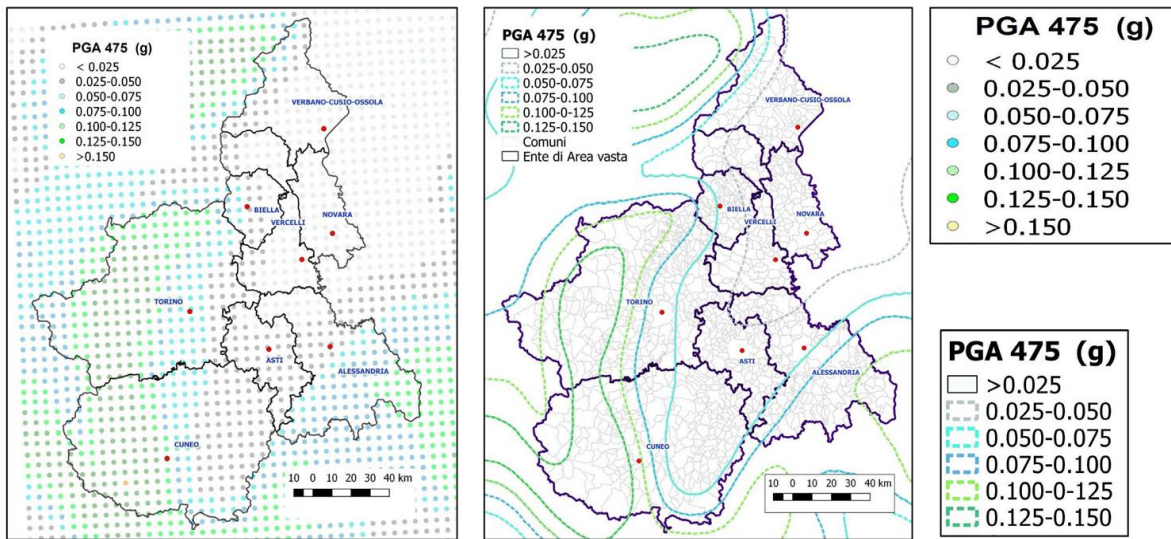 PGA 475 (g)
< 0.025
0.025-0.050
0.050-0.075
0.075-0.100
0.100-0.125
0.125-0.150
>0.150
VERBANO-CUSIO-OSSOLA
BIELLA
NOVARA
VERCELLI
TORINO
ASTI
ALESSANDRIA
CUNEO
10 0 10 20 30 40 km
PGA 475 (g)
>0.025
0.025-0.050
0.050-0.075
0.075-0.100
0.100-0-125
0.125-0.150
Comuni
Ente di Area vasta
VERBANO-CUSIO-OSSOLA
BIELLA
NOVARA
VERCELLI
TORINO
ASTI
ALESSANDRIA
CUNEO
10 0 10 20 30 40 km
PGA 475 (g)
< 0.025
0.025-0.050
0.050-0.075
0.075-0.100
0.100-0.125
0.125-0.150
>0.150
PGA 475 (g)
>0.025
0.025-0.050
0.050-0.075
0.075-0.100
0.100-0-125
0.125-0.150